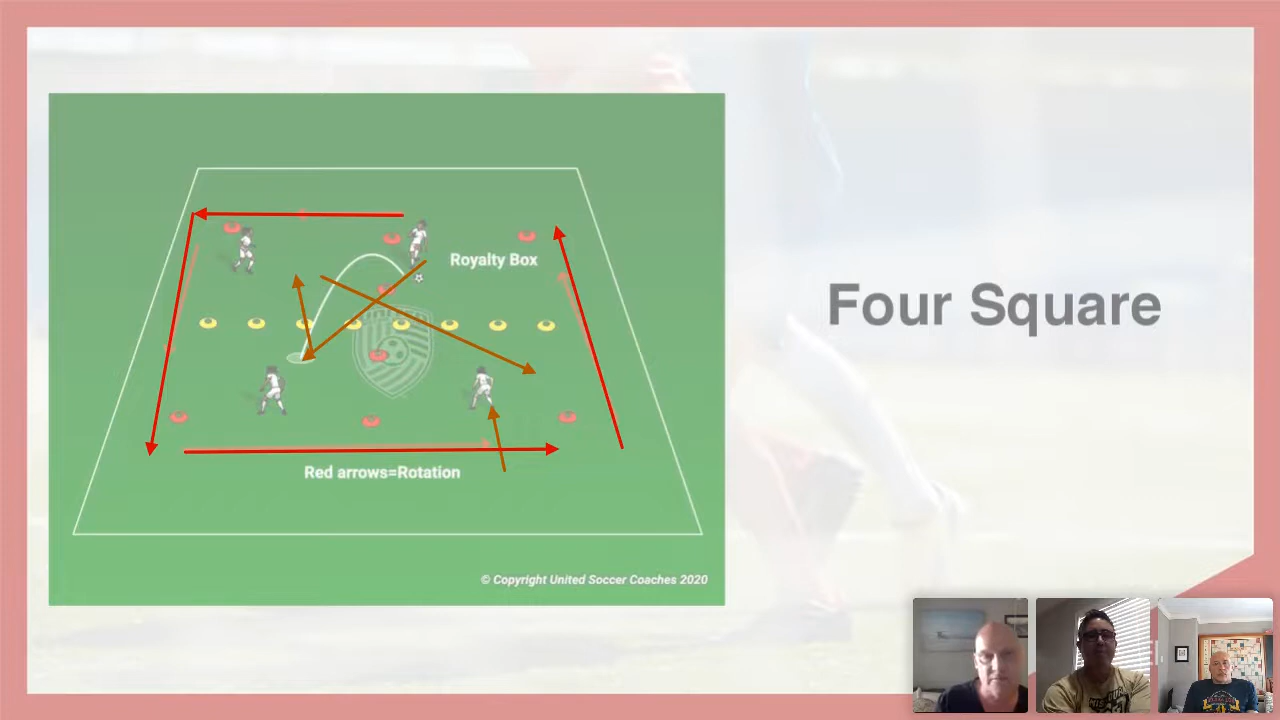 Four Square
Royalty Box
Red arrows=Rotation
© Copyright United Soccer Coaches 2020